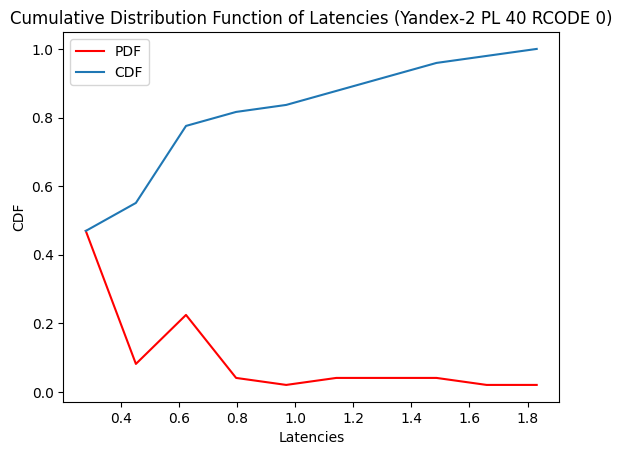 Cumulative Distribution Function of Latencies (Yandex-2 PL 40 RCODE 0)
PDF
CDF
1.0
0.8
0.6
0.4
0.2
0.0
CDF
0.4
0.6
0.8
1.0
1.2
1.4
1.6
1.8
Latencies